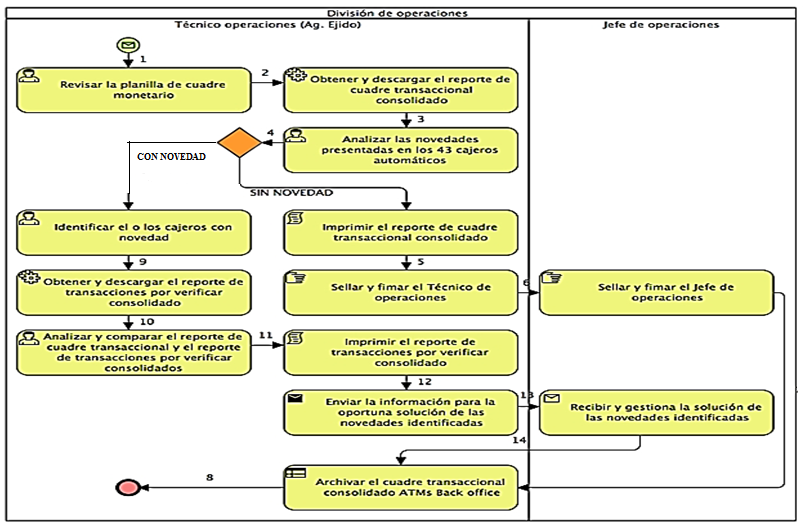 División de operaciones
Técnico operaciones (Ag. Ejido)
Jefe de operaciones
1
Revisar la planilla de cuadre
monetario
2
Obtener y descargar el reporte de
cuadre transaccional
consolidado
3
4
Analizar las novedades
presentadas en los 43 cajeros
automáticos
CON NOVEDAD
SIN NOVEDAD
Identificar el o los cajeros con
novedad
Imprimir el reporte de cuadre
transaccional consolidado
9
5
Obtener y descargar el reporte de
transacciones por verificar
consolidado
Sellar y fimar el Técnico de
operaciones
6
Sellar y fimar el Jefe de
operaciones
10
Analizar y comparar el reporte de
cuadre transaccional y el reporte
de transacciones por verificar
consolidados
11
Imprimir el reporte de
transacciones por verificar
consolidado
12
Enviar la información para la
oportuna solución de las
novedades identificadas
13
Recibir y gestiona la solución de
las novedades identificadas
14
Archivar el cuadre transaccional
consolidado ATMs Back office
8